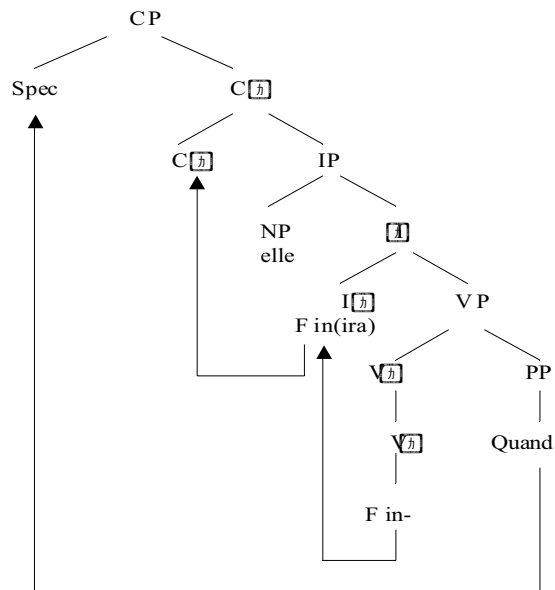 CP
Spec C
C IP
NP
elle
I VP
Fin(ira)
V PP
V Quand
Fin-